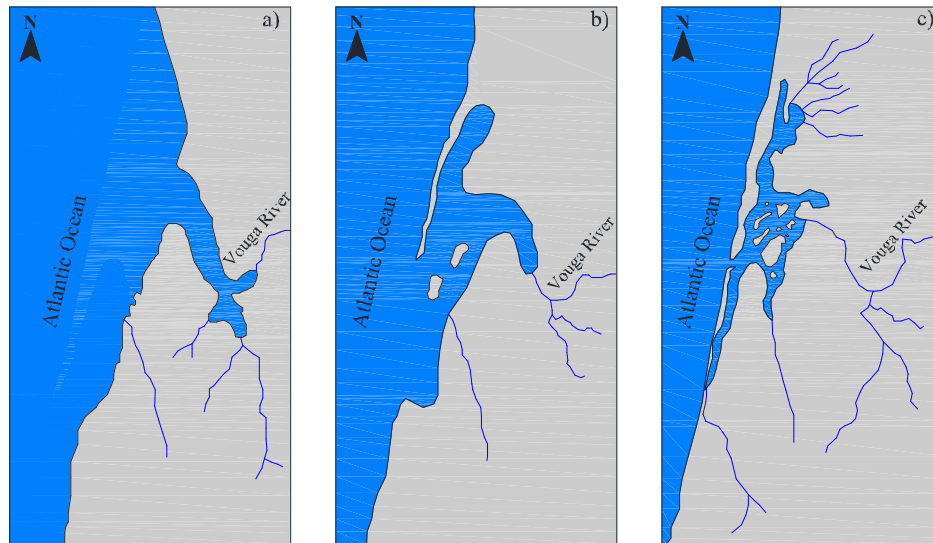 N
a)
Atlantic Ocean
Vouga River
N
b)
Atlantic Ocean
Vouga River
N
c)
Atlantic Ocean
Vouga River